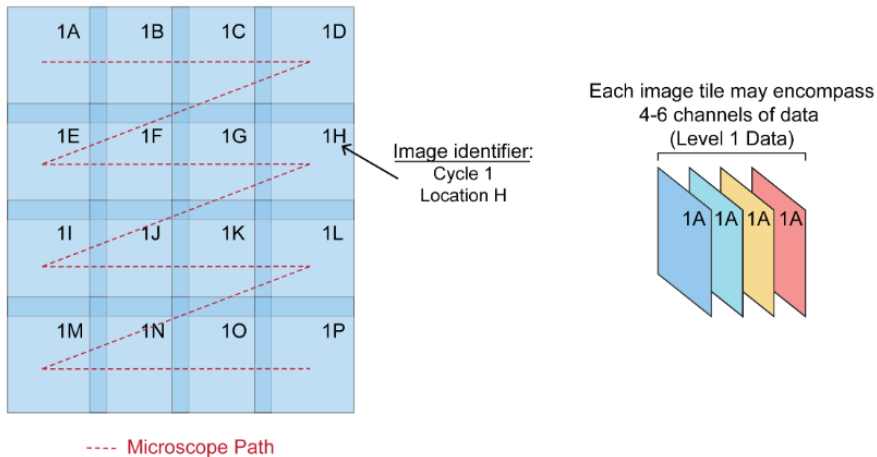 1A 1B 1C 1D
1E 1F 1G 1H
1I 1J 1K 1L
1M 1N 1O 1P
Microscope Path
Image identifier:
Cycle 1
Location H
Each image tile may encompass
4-6 channels of data
(Level 1 Data)
1A 1A 1A 1A